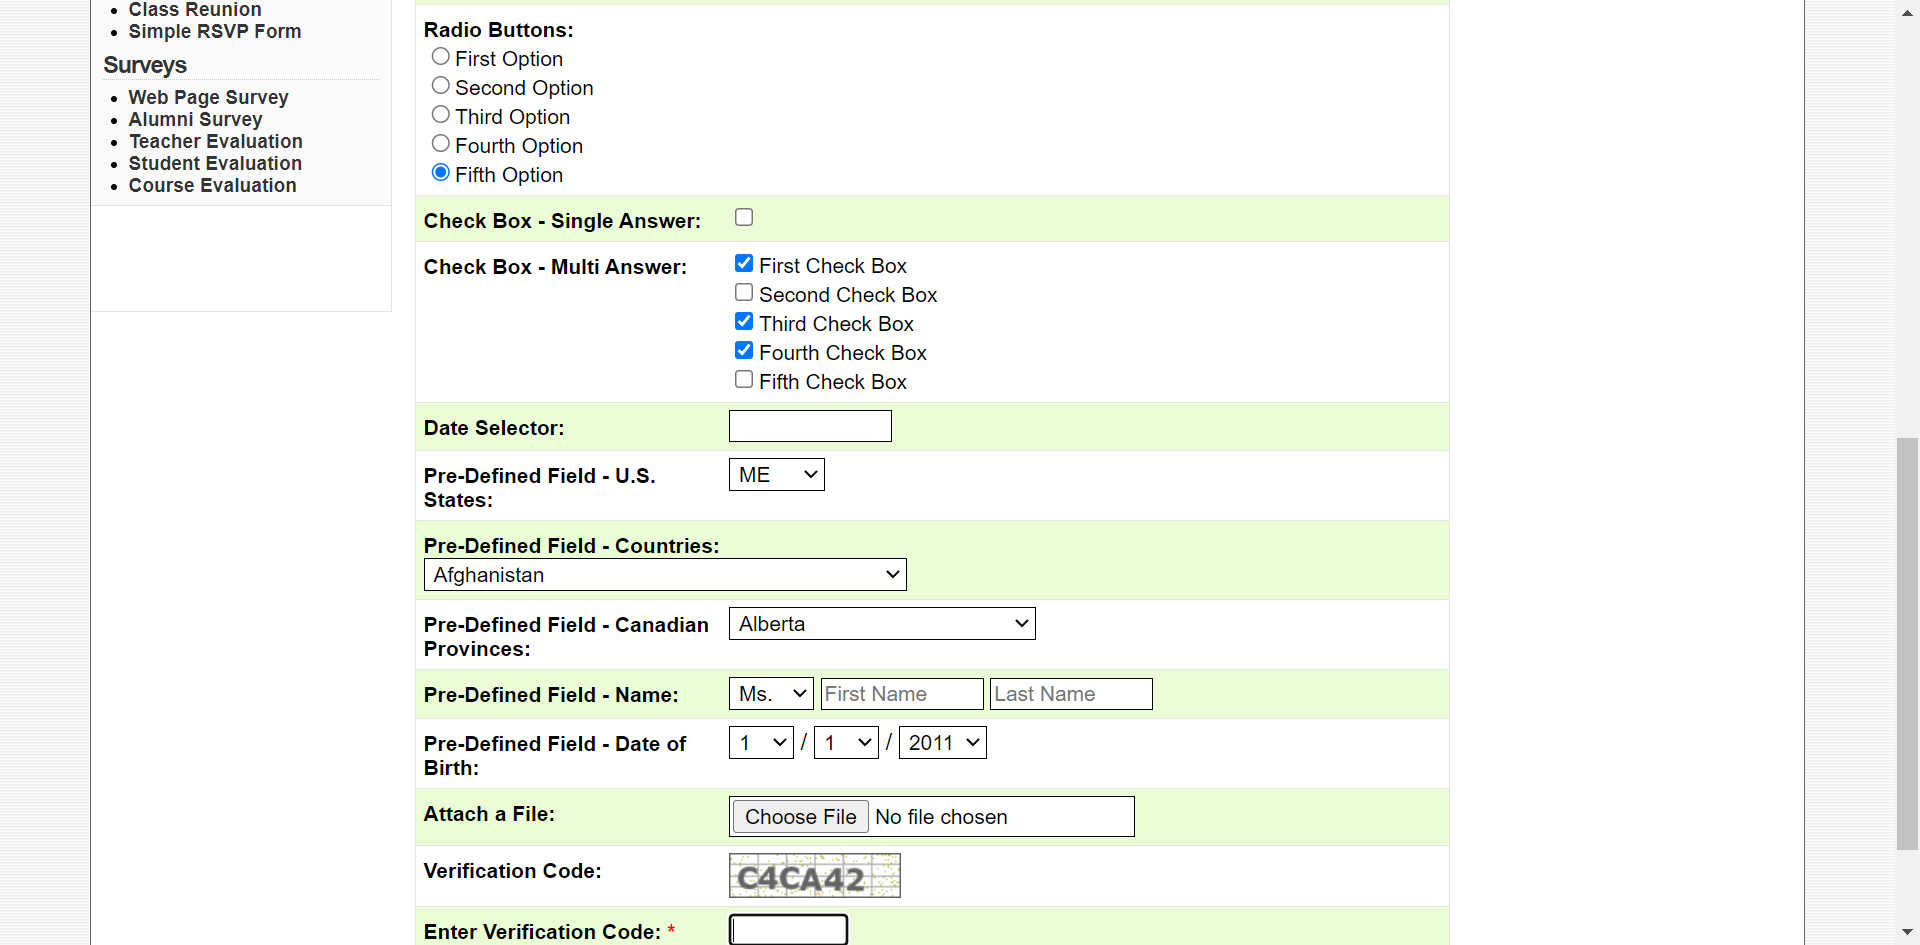 Class Reunion
Simple RSVP Form
Surveys
Web Page Survey
Alumni Survey
Teacher Evaluation
Student Evaluation
Course Evaluation
Radio Buttons:
First Option
Second Option
Third Option
Fourth Option
Fifth Option
Check Box - Single Answer:
Check Box - Multi Answer:
First Check Box
Second Check Box
Third Check Box
Fourth Check Box
Fifth Check Box
Date Selector:
Pre-Defined Field - U.S.
States:
ME
Pre-Defined Field - Countries:
Afghanistan
Pre-Defined Field - Canadian
Provinces:
Alberta
Pre-Defined Field - Name:
Ms. First Name Last Name
Pre-Defined Field - Date of
Birth:
1 / 1 / 2011
Attach a File:
Choose File No file chosen
Verification Code:
C4CA42
Enter Verification Code: *